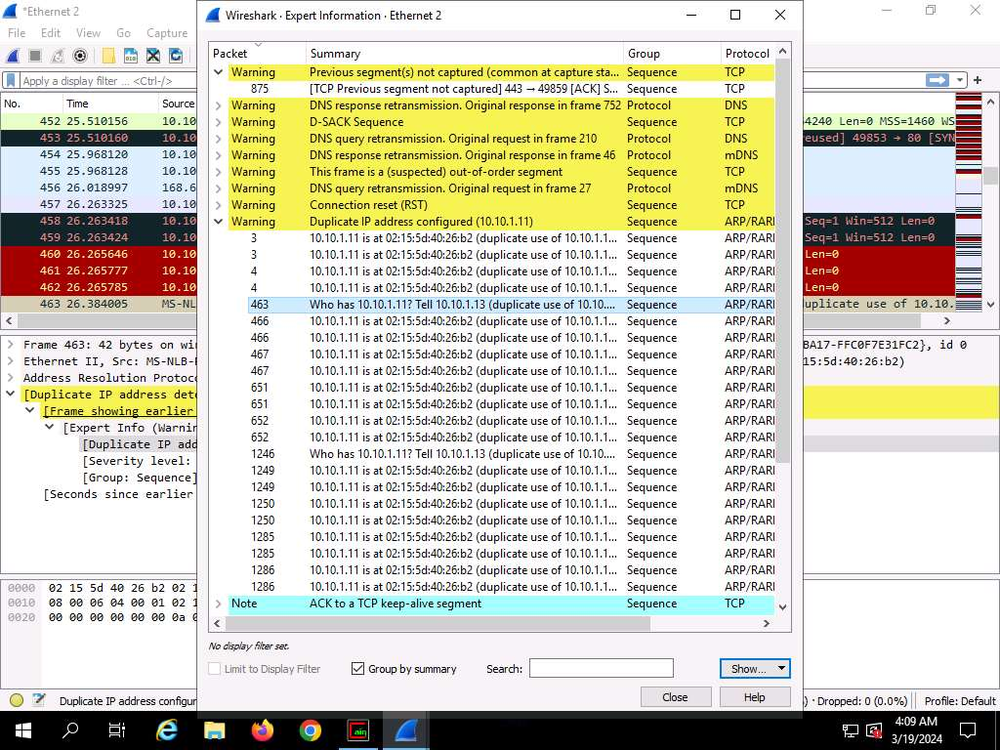 *Ethernet 2
File Edit View Go Capture
Apply a display filter ... <Ctrl-/>
No. Time Source
452 25.510156 10.10
64240 Len=0 MSS=1460 WS
453 25.510160 10.10
reused] 49853 → 80 [SYN
454 25.968120 10.10
455 25.968128 10.10
456 26.018997 168.6
457 26.263325 10.10
458 26.263418 10.10
Seq=1 Win=512 Len=0
459 26.263424 10.10
Seq=1 Win=512 Len=0
460 26.265646 10.10
Len=0
461 26.265777 10.10
Len=0
462 26.265785 10.10
Len=0
463 26.384005 MS-NL
uplicate use of 10.10.
Frame 463: 42 bytes on wir
BA17-FFC0F7E31FC2}, id 0
Ethernet II, Src: MS-NLB-P
15:5d:40:26:b2)
Address Resolution Protoco
[Duplicate IP address dete
[Frame showing earlier
[Expert Info (Warnin
[Duplicate IP add
[Severity level:
[Group: Sequence]
[Seconds since earlier
0000 02 15 5d 40 26 b2 02 1
0010 08 00 06 04 00 01 02 1
0020 00 00 00 00 00 00 0a 0
Duplicate IP address configur
Dropped: 0 (0.0%)
Profile: Default
Wireshark · Expert Information · Ethernet 2
Packet Summary Group Protocol
Warning Previous segment(s) not captured (common at capture sta... Sequence TCP
875 [TCP Previous segment not captured] 443 → 49859 [ACK] S... Sequence TCP
Warning DNS response retransmission. Original response in frame 752 Protocol DNS
Warning D-SACK Sequence Sequence TCP
Warning DNS query retransmission. Original request in frame 210 Protocol DNS
Warning DNS response retransmission. Original response in frame 46 Protocol mDNS
Warning This frame is a (suspected) out-of-order segment Sequence TCP
Warning DNS query retransmission. Original request in frame 27 Protocol mDNS
Warning Connection reset (RST) Sequence TCP
Warning Duplicate IP address configured (10.10.1.11) Sequence ARP/RARI
3 10.10.1.11 is at 02:15:5d:40:26:b2 (duplicate use of 10.10.1.1... Sequence ARP/RARI
3 10.10.1.11 is at 02:15:5d:40:26:b2 (duplicate use of 10.10.1.1... Sequence ARP/RARI
4 10.10.1.11 is at 02:15:5d:40:26:b2 (duplicate use of 10.10.1.1... Sequence ARP/RARI
4 10.10.1.11 is at 02:15:5d:40:26:b2 (duplicate use of 10.10.1.1... Sequence ARP/RARI
463 Who has 10.10.1.11? Tell 10.10.1.13 (duplicate use of 10.10.... Sequence ARP/RARI
466 10.10.1.11 is at 02:15:5d:40:26:b2 (duplicate use of 10.10.1.1... Sequence ARP/RARI
466 10.10.1.11 is at 02:15:5d:40:26:b2 (duplicate use of 10.10.1.1... Sequence ARP/RARI
467 10.10.1.11 is at 02:15:5d:40:26:b2 (duplicate use of 10.10.1.1... Sequence ARP/RARI
467 10.10.1.11 is at 02:15:5d:40:26:b2 (duplicate use of 10.10.1.1... Sequence ARP/RARI
651 10.10.1.11 is at 02:15:5d:40:26:b2 (duplicate use of 10.10.1.1... Sequence ARP/RARI
651 10.10.1.11 is at 02:15:5d:40:26:b2 (duplicate use of 10.10.1.1... Sequence ARP/RARI
652 10.10.1.11 is at 02:15:5d:40:26:b2 (duplicate use of 10.10.1.1... Sequence ARP/RARI
652 10.10.1.11 is at 02:15:5d:40:26:b2 (duplicate use of 10.10.1.1... Sequence ARP/RARI
1246 Who has 10.10.1.11? Tell 10.10.1.13 (duplicate use of 10.10.... Sequence ARP/RARI
1249 10.10.1.11 is at 02:15:5d:40:26:b2 (duplicate use of 10.10.1.1... Sequence ARP/RARI
1249 10.10.1.11 is at 02:15:5d:40:26:b2 (duplicate use of 10.10.1.1... Sequence ARP/RARI
1250 10.10.1.11 is at 02:15:5d:40:26:b2 (duplicate use of 10.10.1.1... Sequence ARP/RARI
1250 10.10.1.11 is at 02:15:5d:40:26:b2 (duplicate use of 10.10.1.1... Sequence ARP/RARI
1285 10.10.1.11 is at 02:15:5d:40:26:b2 (duplicate use of 10.10.1.1... Sequence ARP/RARI
1285 10.10.1.11 is at 02:15:5d:40:26:b2 (duplicate use of 10.10.1.1... Sequence ARP/RARI
1286 10.10.1.11 is at 02:15:5d:40:26:b2 (duplicate use of 10.10.1.1... Sequence ARP/RARI
1286 10.10.1.11 is at 02:15:5d:40:26:b2 (duplicate use of 10.10.1.1... Sequence ARP/RARI
Note ACK to a TCP keep-alive segment Sequence TCP
No display filter set.
Limit to Display Filter Group by summary Search: Show...
Close Help
4:09 AM
3/19/2024